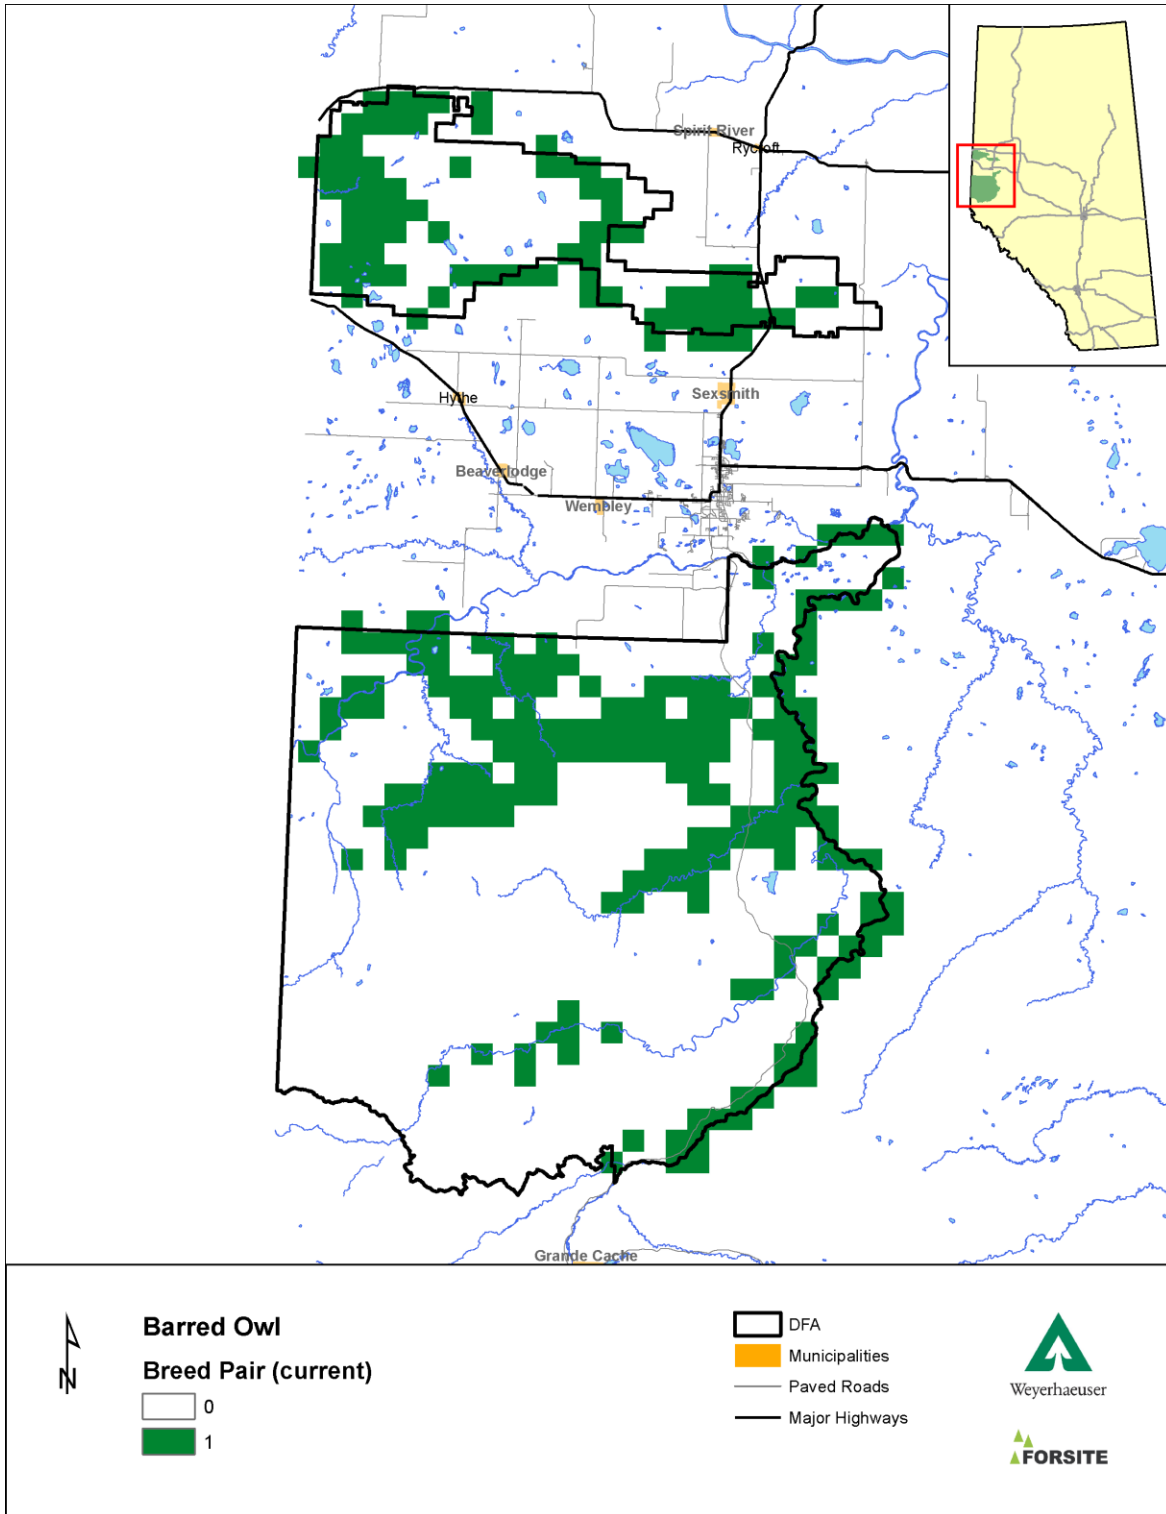 Spirit River
Rycroft
Sexsmith
Hythe
Beaverlodge
Wembley
Grande Cache
N
Barred Owl
Breed Pair (current)
0
1
DFA
Municipalities
Paved Roads
Major Highways
Weyerhaeuser
FORSITE